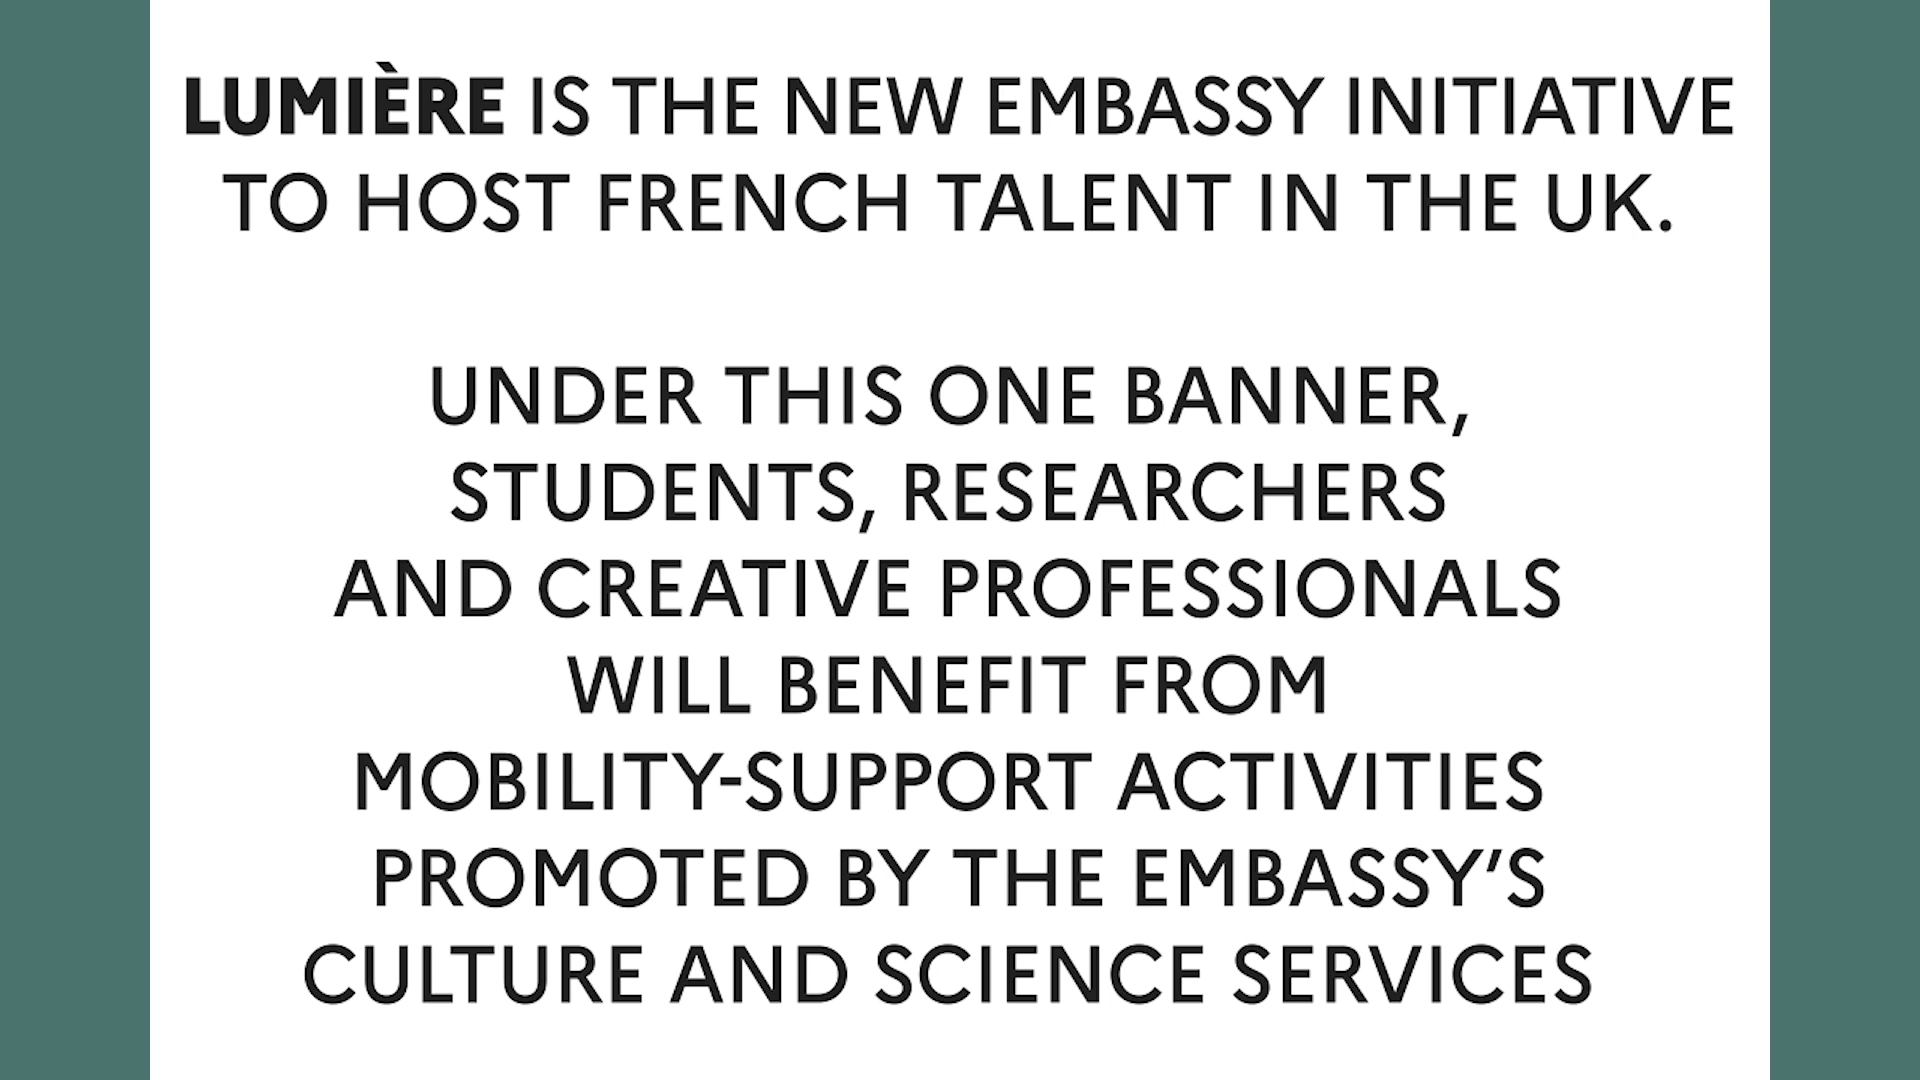 LUMIÈRE IS THE NEW EMBASSY INITIATIVE
TO HOST FRENCH TALENT IN THE UK.
UNDER THIS ONE BANNER,
STUDENTS, RESEARCHERS
AND CREATIVE PROFESSIONALS
WILL BENEFIT FROM
MOBILITY-SUPPORT ACTIVITIES
PROMOTED BY THE EMBASSY’S
CULTURE AND SCIENCE SERVICES